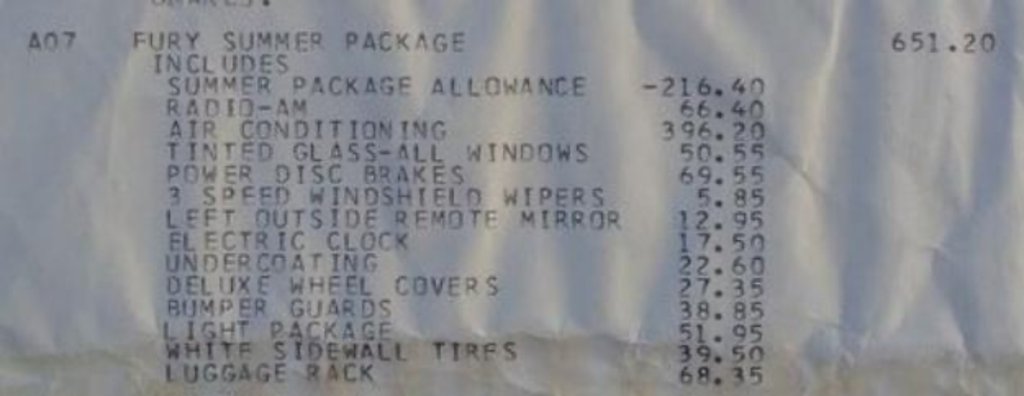 A07 FURY SUMMER PACKAGE 651.20
INCLUDES
SUMMER PACKAGE ALLOWANCE -216.40
RADIO-AM 66.40
AIR CONDITIONING 396.20
TINTED GLASS-ALL WINDOWS 50.55
POWER DISC BRAKES 69.55
3 SPEED WINDSHIELD WIPERS 5.85
LEFT OUTSIDE REMOTE MIRROR 12.95
ELECTRIC CLOCK 17.50
UNDERCOATING 22.60
DELUXE WHEEL COVERS 27.35
BUMPER GUARDS 38.85
LIGHT PACKAGE 51.95
WHITE SIDEWALL TIRES 39.50
LUGGAGE RACK 68.35